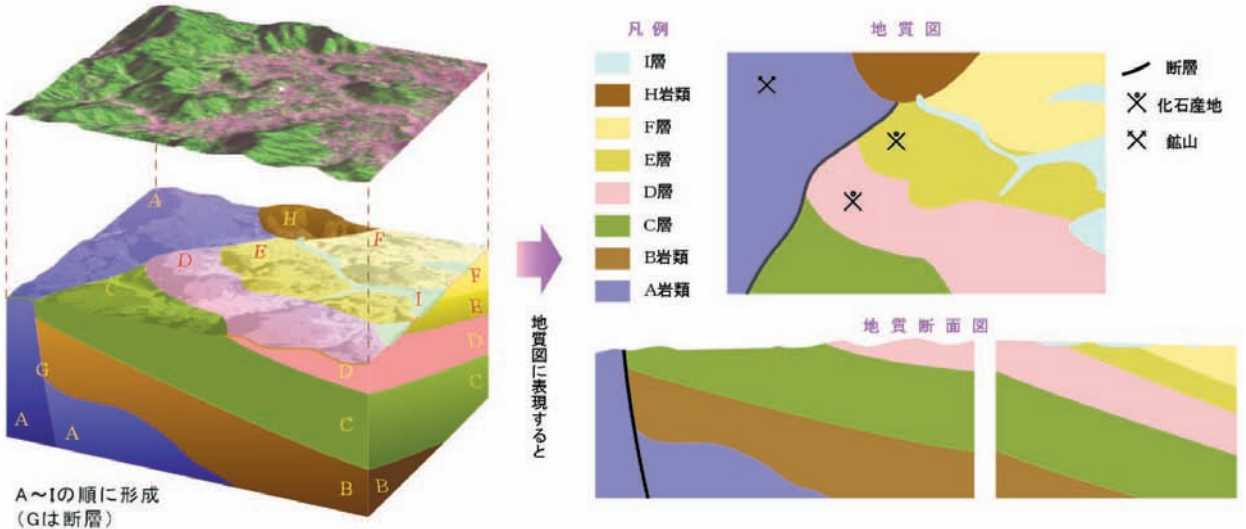 凡例
I層
H岩類
F層
E層
D層
C層
B岩類
A岩類
地質図
断層
化石産地
鉱山
地質図に表現すると
地質断面図
A
H
F
D
E
C
F
I
E
D
G
D
C
A
A
C
B
B
A～Iの順に形成
(Gは断層)